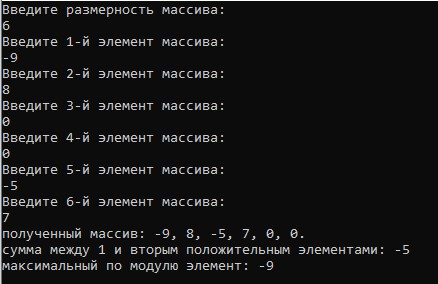 Введите размерность массива:
6
Введите 1-й элемент массива:
-9
Введите 2-й элемент массива:
8
Введите 3-й элемент массива:
0
Введите 4-й элемент массива:
0
Введите 5-й элемент массива:
-5
Введите 6-й элемент массива:
7
полученный массив: -9, 8, -5, 7, 0, 0.
сумма между 1 и вторым положительным элементами: -5
максимальный по модулю элемент: -9